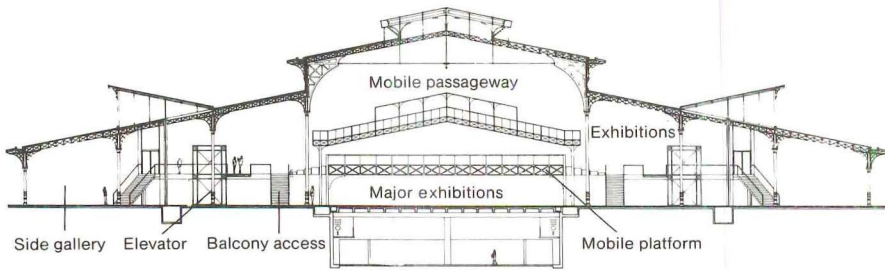 Mobile passageway
Exhibitions
Major exhibitions
Side gallery
Elevator
Balcony access
Mobile platform